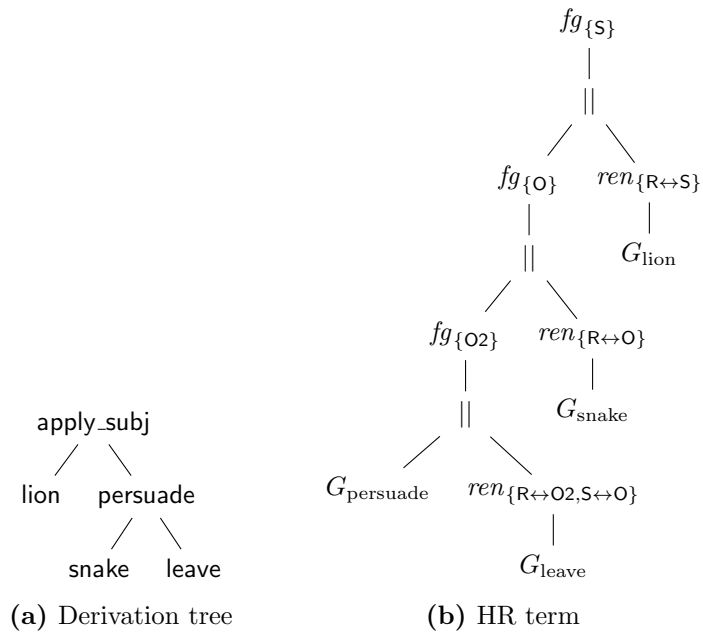 fg{S}
||
fg{O} ren{R↔S}
G_lion
||
fg{O2} ren{R↔O}
G_snake
||
G_persuade ren{R↔O2,S↔O}
G_leave
apply_subj
lion persuade
snake leave
(a) Derivation tree
(b) HR term